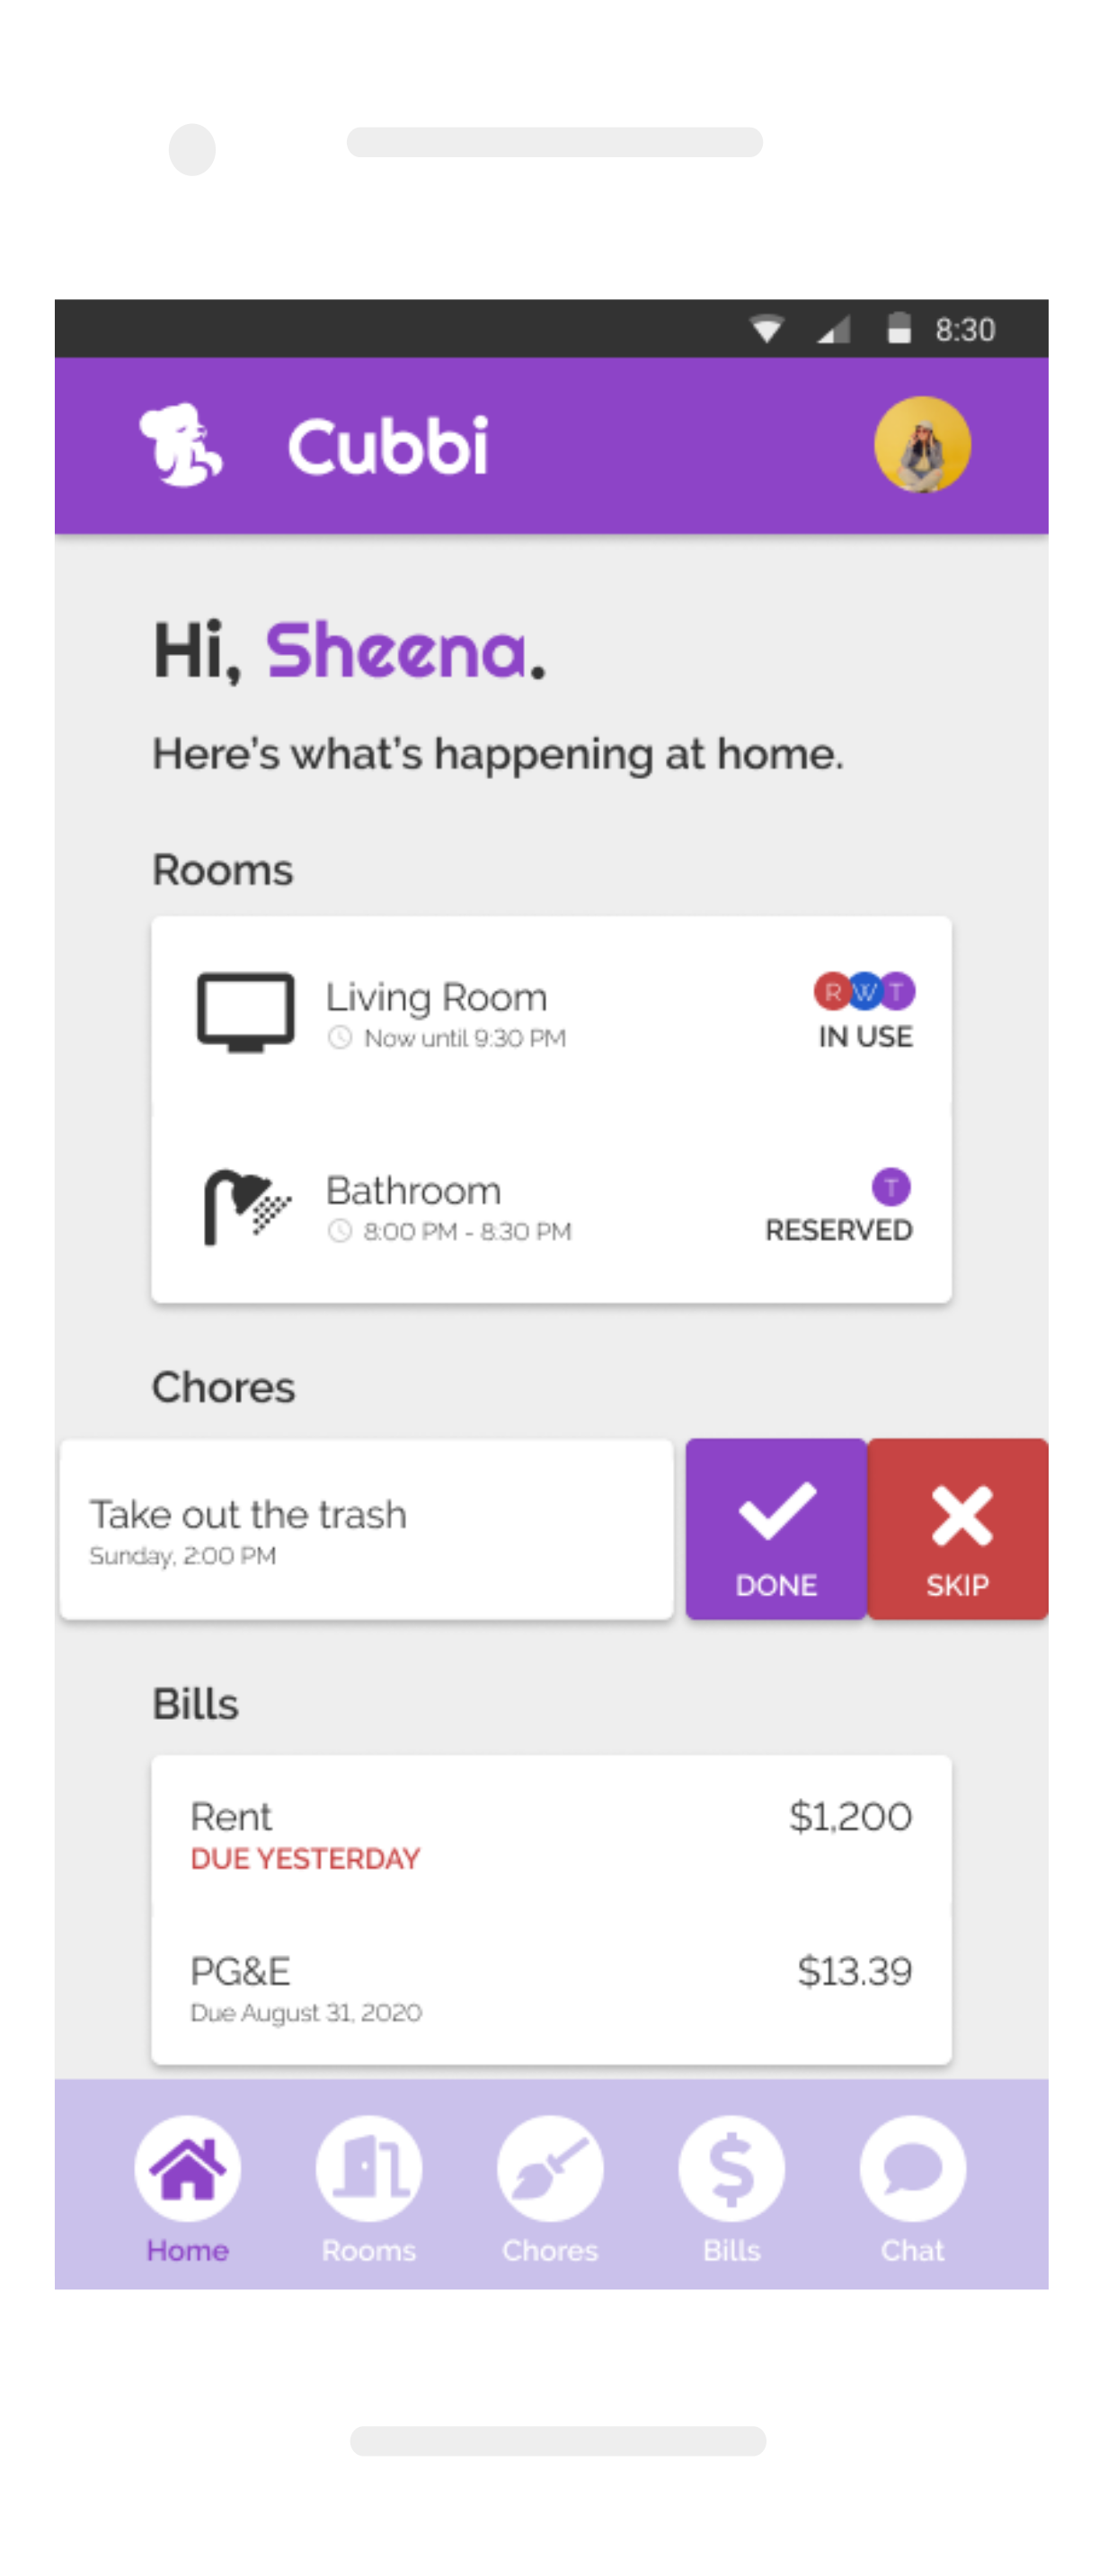 8:30
Cubbi
Hi, Sheena.
Here's what's happening at home.
Rooms
Living Room
R W T
Now until 9:30 PM
IN USE
Bathroom
T
8:00 PM - 8:30 PM
RESERVED
Chores
Take out the trash
Sunday, 2:00 PM
DONE
SKIP
Bills
Rent
$1,200
DUE YESTERDAY
PG&E
$13.39
Due August 31, 2020
Home
Rooms
Chores
Bills
Chat